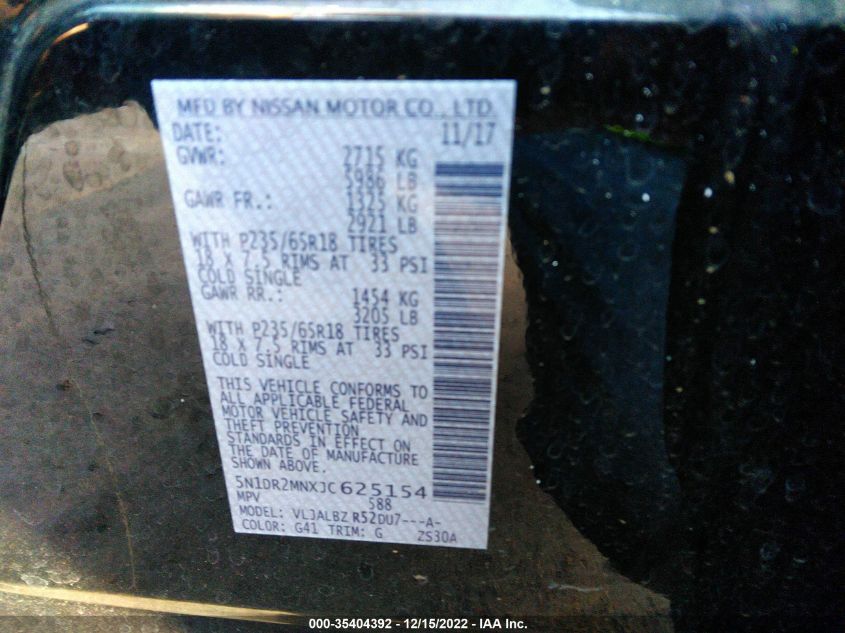 MFD BY NISSAN MOTOR CO., LTD.
DATE: 11/17
GVWR: 2715 KG
5986 LB
GAWR FR.: 1325 KG
2921 LB
WITH P235/65R18 TIRES
18 X 7.5 RIMS AT 33 PSI
COLD SINGLE
GAWR RR.: 1454 KG
3205 LB
WITH P235/65R18 TIRES
18 X 7.5 RIMS AT 33 PSI
COLD SINGLE
THIS VEHICLE CONFORMS TO
ALL APPLICABLE FEDERAL
MOTOR VEHICLE SAFETY AND
THEFT PREVENTION
STANDARDS IN EFFECT ON
THE DATE OF MANUFACTURE
SHOWN ABOVE.
5N1DR2MNXJC625154
MPV 588
MODEL: VLJALBZ R52DU7---A-
COLOR: G41 TRIM: G ZS30A
000-35404392 - 12/15/2022 - IAA Inc.